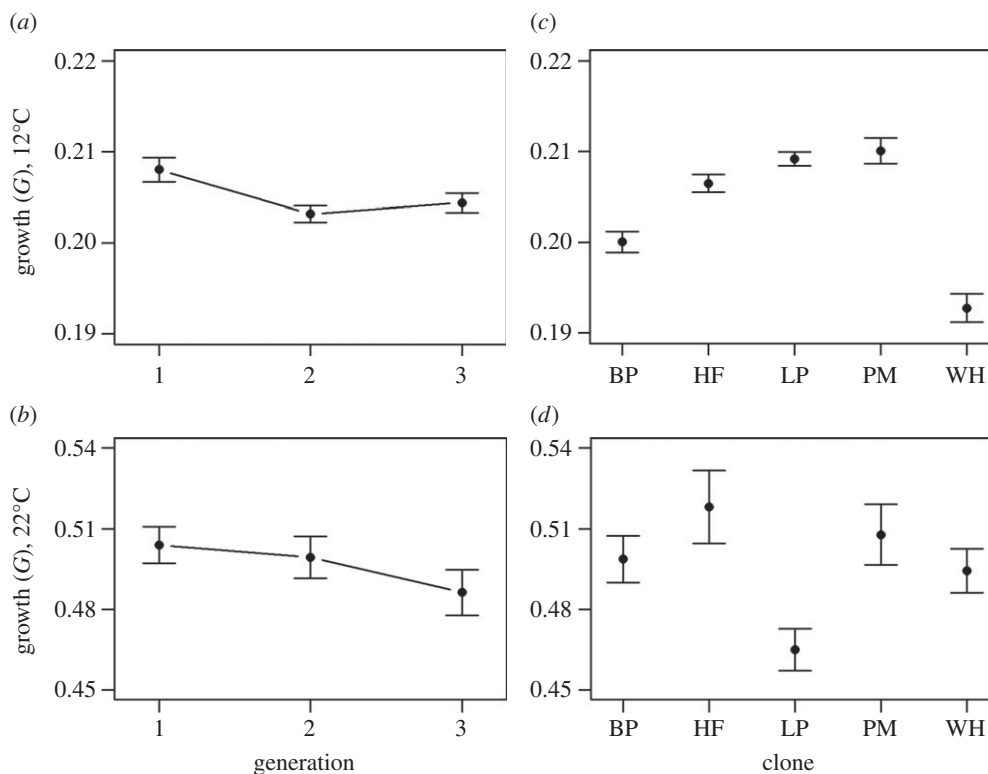 (a)
growth (G), 12°C
0.22
0.21
0.20
0.19
1 2 3
(c)
0.22
0.21
0.20
0.19
BP HF LP PM WH
(b)
growth (G), 22°C
0.54
0.51
0.48
0.45
1 2 3
generation
(d)
0.54
0.51
0.48
0.45
BP HF LP PM WH
clone